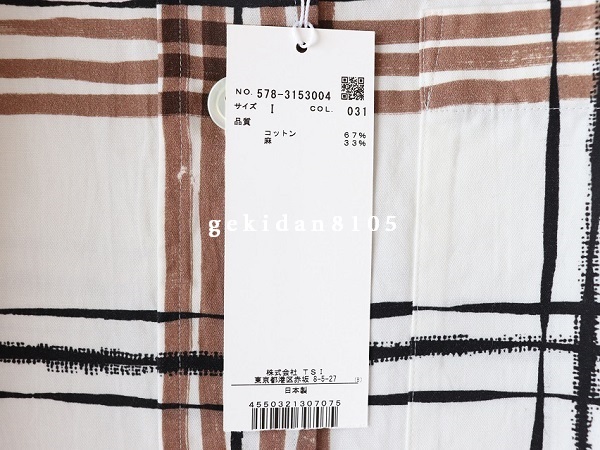 NO. 578-3153004
サイズ I COL. 031
品質
コットン 67%
麻 33%
gekidan8105
株式会社 TSI
東京都港区赤坂 8-5-27
日本製
4550321307075